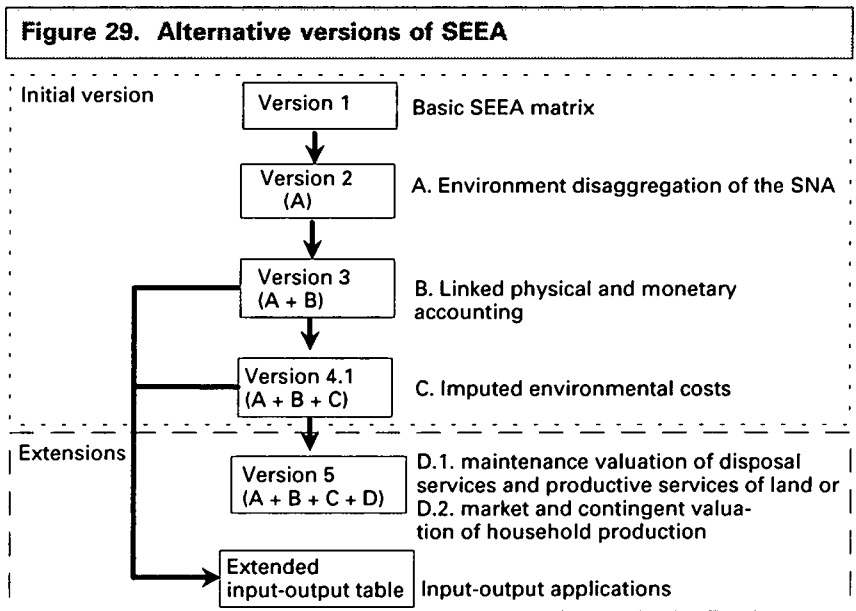 Figure 29. Alternative versions of SEEA
Initial version
Version 1
Basic SEEA matrix
Version 2
(A)
A. Environment disaggregation of the SNA
Version 3
(A + B)
B. Linked physical and monetary
accounting
Version 4.1
(A + B + C)
C. Imputed environmental costs
Extensions
Version 5
(A + B + C + D)
D.1. maintenance valuation of disposal
services and productive services of land or
D.2. market and contingent valua-
tion of household production
Extended
input-output table
Input-output applications